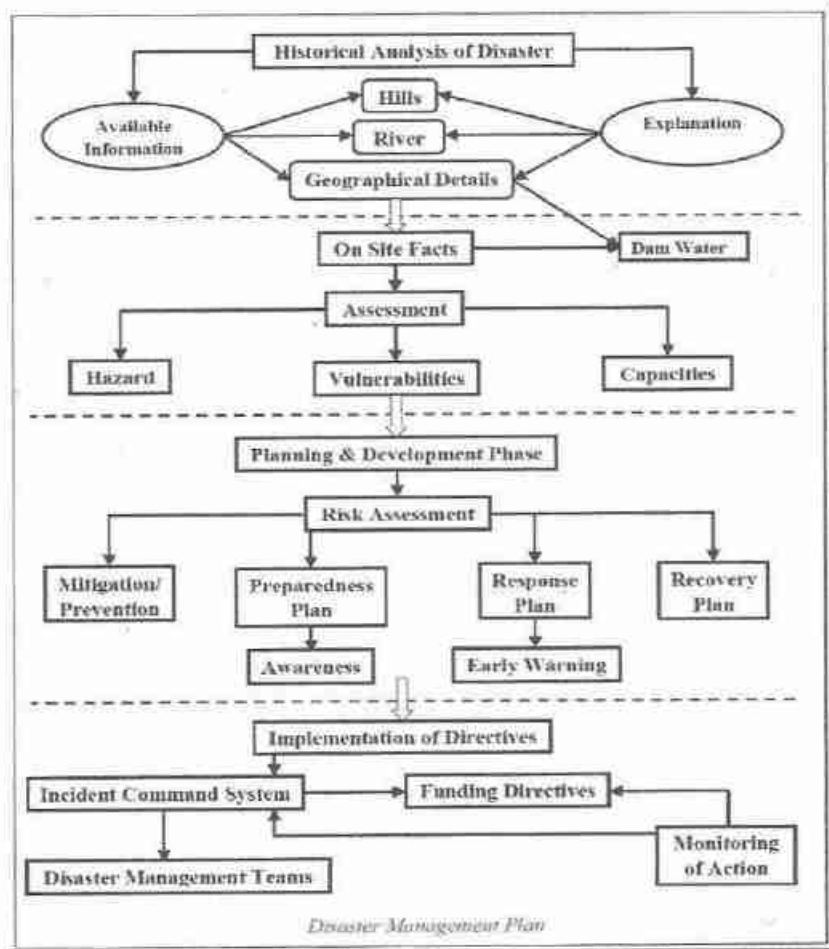 Historical Analysis of Disaster
Hills
Available
Information
Explanation
River
Geographical Details
On Site Facts
Dam Water
Assessment
Hazard
Vulnerabilities
Capacities
Planning & Development Phase
Risk Assessment
Mitigation/
Prevention
Preparedness
Plan
Response
Plan
Recovery
Plan
Awareness
Early Warning
Implementation of Directives
Incident Command System
Funding Directives
Monitoring
of Action
Disaster Management Teams
Disaster Management Plan